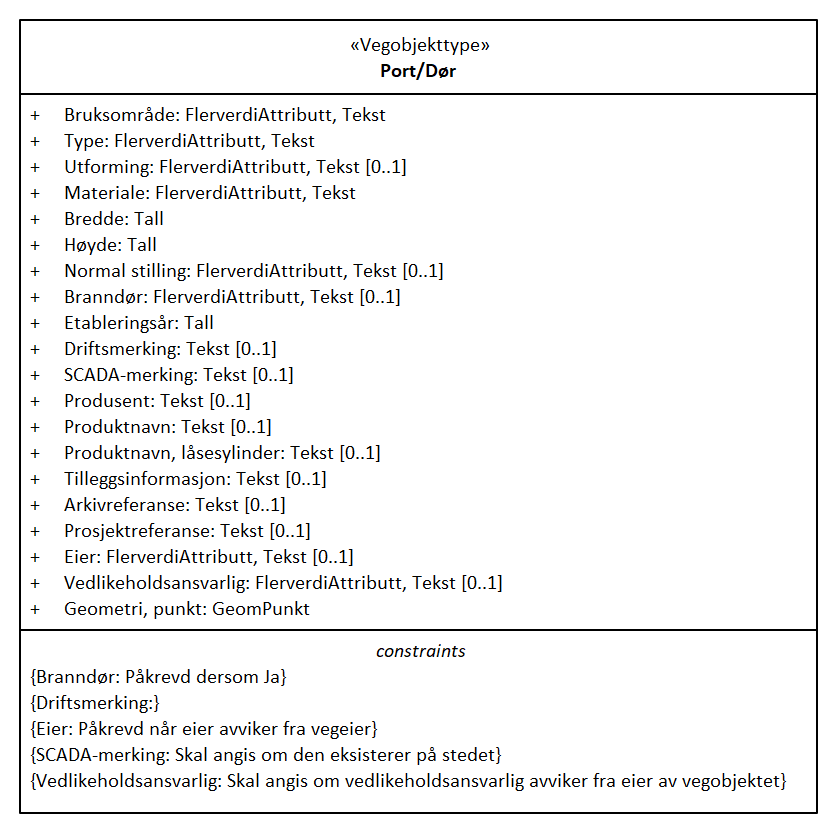 «Vegobjekttype»
Port/Dør
+ Bruksområde: FlerverdiAttributt, Tekst
+ Type: FlerverdiAttributt, Tekst
+ Utforming: FlerverdiAttributt, Tekst [0..1]
+ Materiale: FlerverdiAttributt, Tekst
+ Bredde: Tall
+ Høyde: Tall
+ Normal stilling: FlerverdiAttributt, Tekst [0..1]
+ Branndør: FlerverdiAttributt, Tekst [0..1]
+ Etableringsår: Tall
+ Driftsmerking: Tekst [0..1]
+ SCADA-merking: Tekst [0..1]
+ Produsent: Tekst [0..1]
+ Produktnavn: Tekst [0..1]
+ Produktnavn, låsesylinder: Tekst [0..1]
+ Tilleggsinformasjon: Tekst [0..1]
+ Arkivreferanse: Tekst [0..1]
+ Prosjektreferanse: Tekst [0..1]
+ Eier: FlerverdiAttributt, Tekst [0..1]
+ Vedlikeholdsansvarlig: FlerverdiAttributt, Tekst [0..1]
+ Geometri, punkt: GeomPunkt
constraints
{Branndør: Påkrevd dersom Ja}
{Driftsmerking:}
{Eier: Påkrevd når eier avviker fra vegeier}
{SCADA-merking: Skal angis om den eksisterer på stedet}
{Vedlikeholdsansvarlig: Skal angis om vedlikeholdsansvarlig avviker fra eier av vegobjektet}